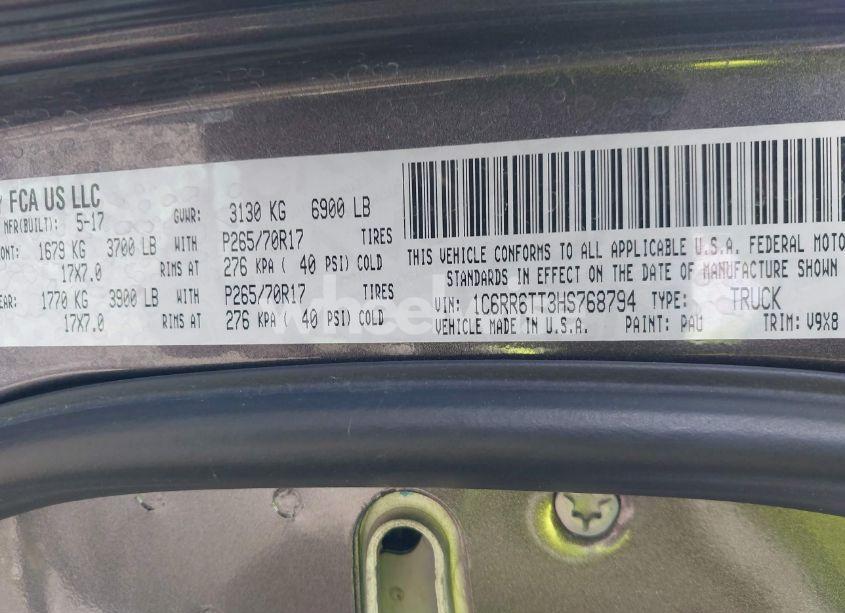 FCA US LLC
MFR(BUILT): 5-17 GVWR: 3130 KG 6900 LB
ONT: 1679 KG 3700 LB WITH P265/70R17 TIRES
17X7.0 RIMS AT 276 KPA ( 40 PSI) COLD
EAR: 1770 KG 3900 LB WITH P265/70R17 TIRES
17X7.0 RIMS AT 276 KPA ( 40 PSI) COLD
THIS VEHICLE CONFORMS TO ALL APPLICABLE U.S.A. FEDERAL MOTO
STANDARDS IN EFFECT ON THE DATE OF MANUFACTURE SHOWN
VIN: 1C6RR6TT3HS768794 TYPE: TRUCK
VEHICLE MADE IN U.S.A. PAINT: PAU TRIM: V9X8